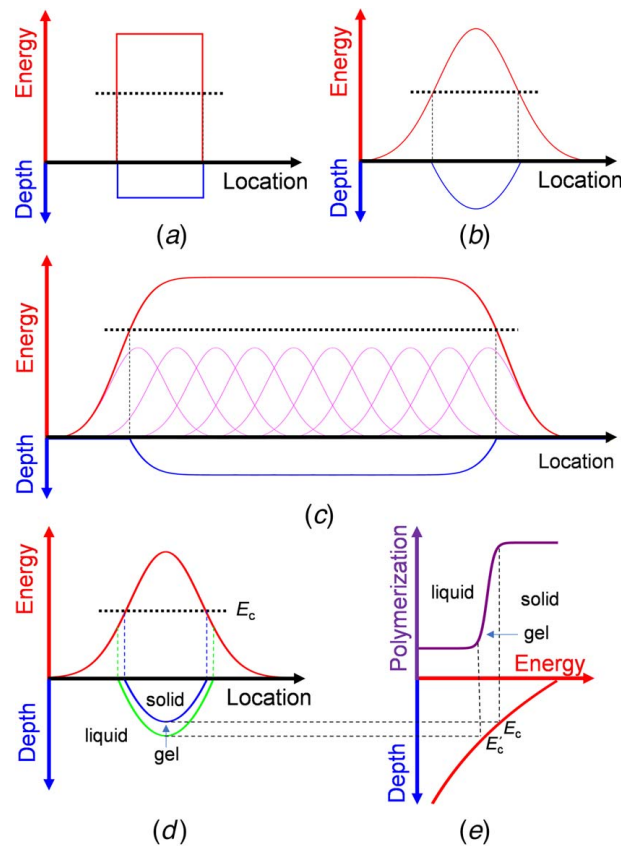 Energy
Depth
Location
(a)
Energy
Depth
Location
(b)
Energy
Depth
Location
(c)
Energy
Depth
Ec
Location
solid
liquid
gel
(d)
Polymerization
Depth
liquid
solid
gel
Energy
Ec
E′c
(e)